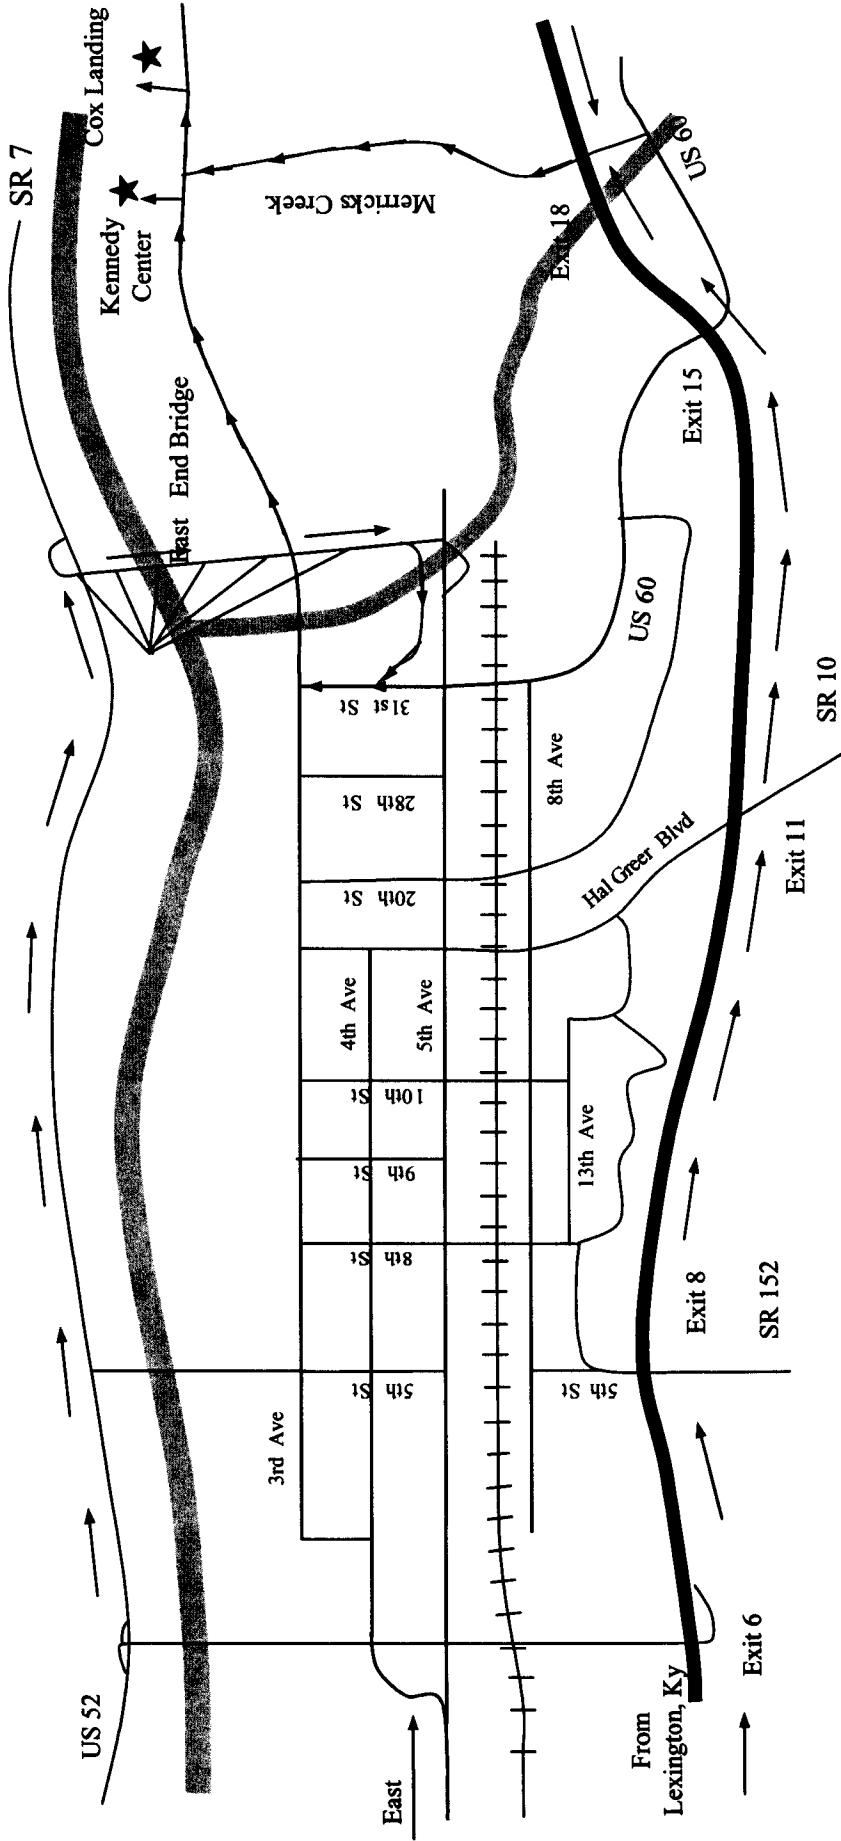 SR 7
Cox Landing
Kennedy
Center
Merricks Creek
US 60
Exit 18
East End Bridge
Exit 15
US 60
31st St
28th St
20th St
8th Ave
Hal Greer Blvd
SR 10
Exit 11
4th Ave
5th Ave
10th St
9th St
8th St
13th Ave
5th St
5th St
3rd Ave
Exit 8
SR 152
US 52
East
From
Lexington, Ky
Exit 6